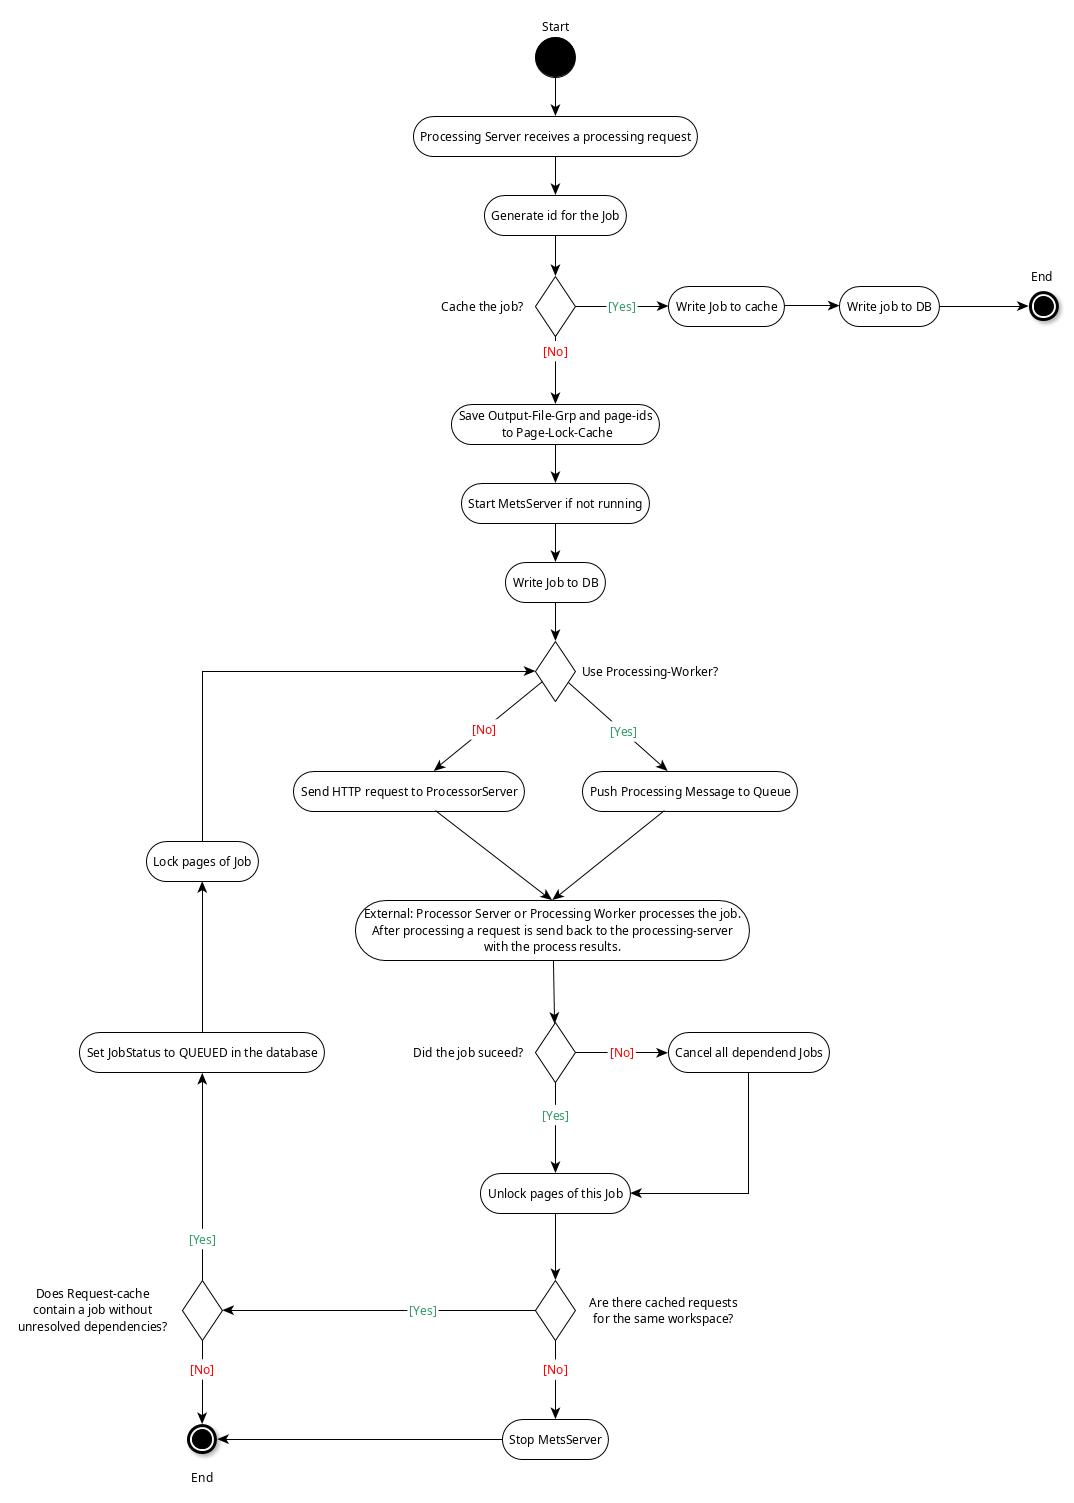 Start
Processing Server receives a processing request
Generate id for the Job
End
Cache the job?
[Yes]
Write Job to cache
Write job to DB
[No]
Save Output-File-Grp and page-ids
to Page-Lock-Cache
Start MetsServer if not running
Write Job to DB
Use Processing-Worker?
[No]
[Yes]
Send HTTP request to ProcessorServer
Push Processing Message to Queue
Lock pages of Job
External: Processor Server or Processing Worker processes the job.
After processing a request is send back to the processing-server
with the process results.
Set JobStatus to QUEUED in the database
Did the job suceed?
[No]
Cancel all dependend Jobs
[Yes]
Unlock pages of this Job
[Yes]
Does Request-cache
contain a job without
unresolved dependencies?
[Yes]
Are there cached requests
for the same workspace?
[No]
[No]
Stop MetsServer
End